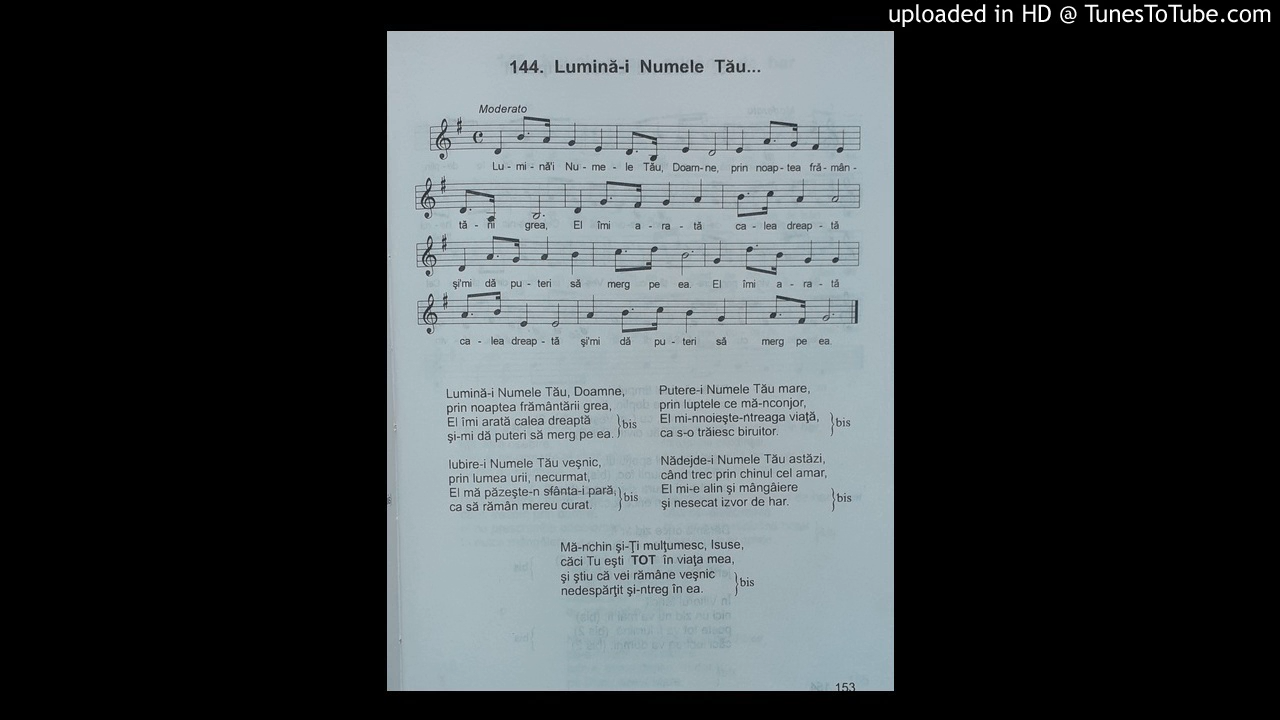 uploaded in HD @ TunesToTube.com
144. Lumină-i Numele Tău...
Moderato
Lu - mi - nă'i Nu - me - le Tău, Doam-ne, prin noap - tea fră - mân -
tă - rii grea, El îmi a - ra - tă ca - lea dreap - tă
şi'mi dă pu - teri să merg pe ea. El îmi a - ra - tă
ca - lea dreap - tă şi'mi dă pu - teri să merg pe ea.
Lumină-i Numele Tău, Doamne,
prin noaptea frământării grea,
El îmi arată calea dreaptă
şi-mi dă puteri să merg pe ea. }bis
Putere-i Numele Tău mare,
prin luptele ce mă-nconjor,
El mi-nnoieşte-ntreaga viaţă,
ca s-o trăiesc biruitor. }bis
Iubire-i Numele Tău veşnic,
prin lumea urii, necurmat,
El mă păzeşte-n sfânta-i pară,
ca să rămân mereu curat. }bis
Nădejde-i Numele Tău astăzi,
când trec prin chinul cel amar,
El mi-e alin şi mângâiere
şi nesecat izvor de har. }bis
Mă-nchin şi-Ţi mulţumesc, Isuse,
căci Tu eşti TOT în viaţa mea,
şi ştiu că vei rămâne veşnic
nedespărţit şi-ntreg în ea. }bis
153